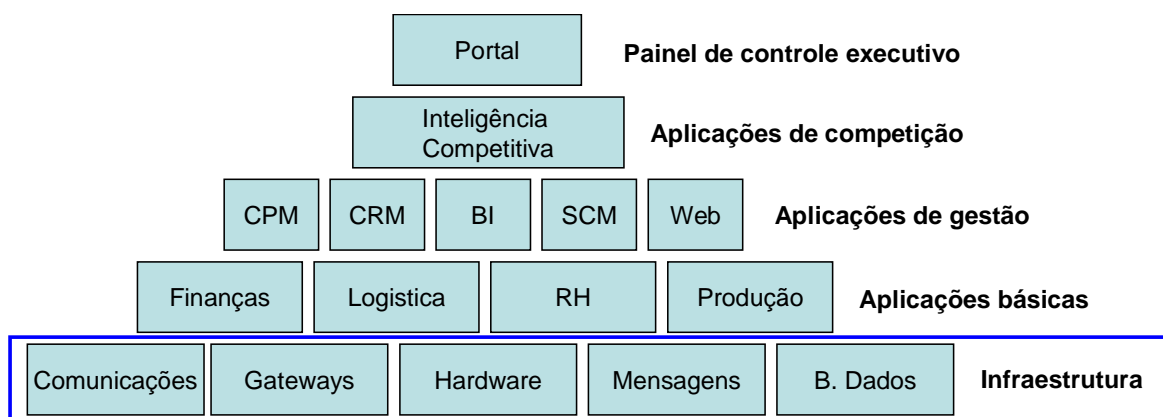 Portal
Painel de controle executivo
Inteligência
Competitiva
Aplicações de competição
CPM CRM BI SCM Web
Aplicações de gestão
Finanças Logistica RH Produção
Aplicações básicas
Comunicações Gateways Hardware Mensagens B. Dados
Infraestrutura